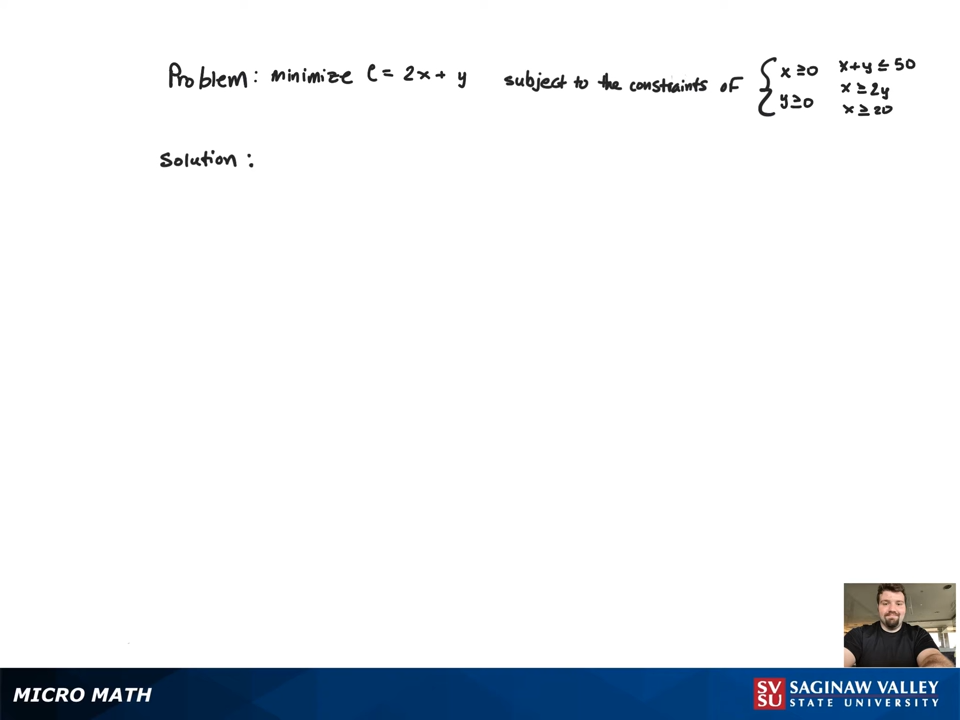 Problem: minimize C = 2x + y subject to the constraints of { x ≥ 0 x + y ≤ 50
y ≥ 0 x ≥ 2y
x ≥ 20
Solution:
MICRO MATH
SV SU SAGINAW VALLEY
STATE UNIVERSITY